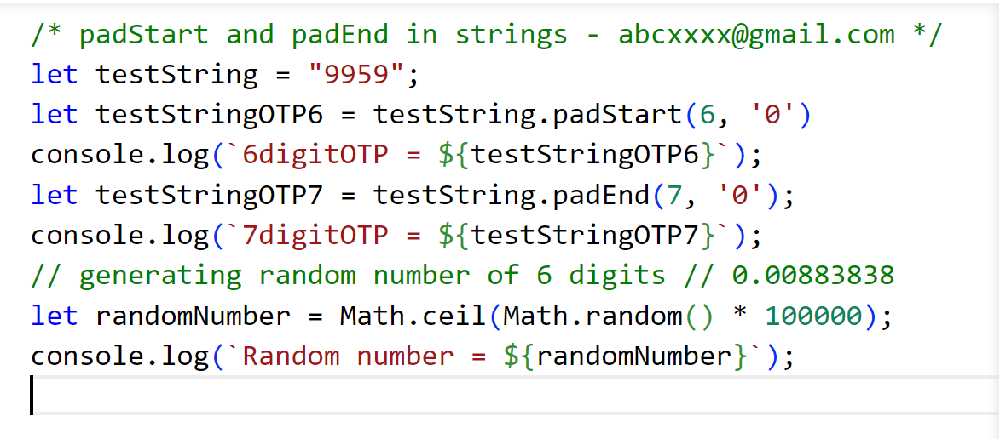 /* padStart and padEnd in strings - abcxxxx@gmail.com */
let testString = "9959";
let testStringOTP6 = testString.padStart(6, '0')
console.log(`6digitOTP = ${testStringOTP6}`);
let testStringOTP7 = testString.padEnd(7, '0');
console.log(`7digitOTP = ${testStringOTP7}`);
// generating random number of 6 digits // 0.00883838
let randomNumber = Math.ceil(Math.random() * 100000);
console.log(`Random number = ${randomNumber}`);